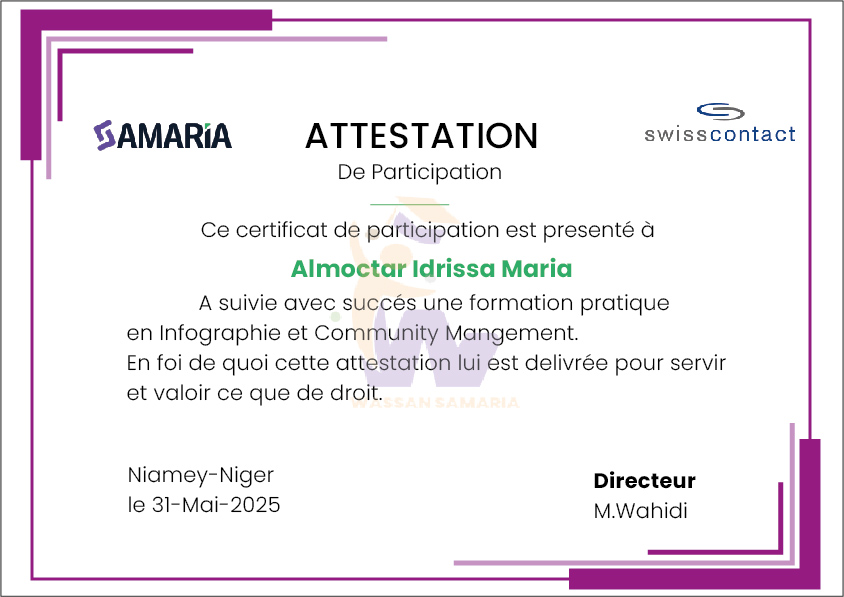 SAMARIA
ATTESTATION
swisscontact
De Participation
Ce certificat de participation est presenté à
Almoctar Idrissa Maria
A suivie avec succés une formation pratique
en Infographie et Community Mangement.
En foi de quoi cette attestation lui est delivrée pour servir
et valoir ce que de droit.
WASSAN SAMARIA
Niamey-Niger
le 31-Mai-2025
Directeur
M.Wahidi